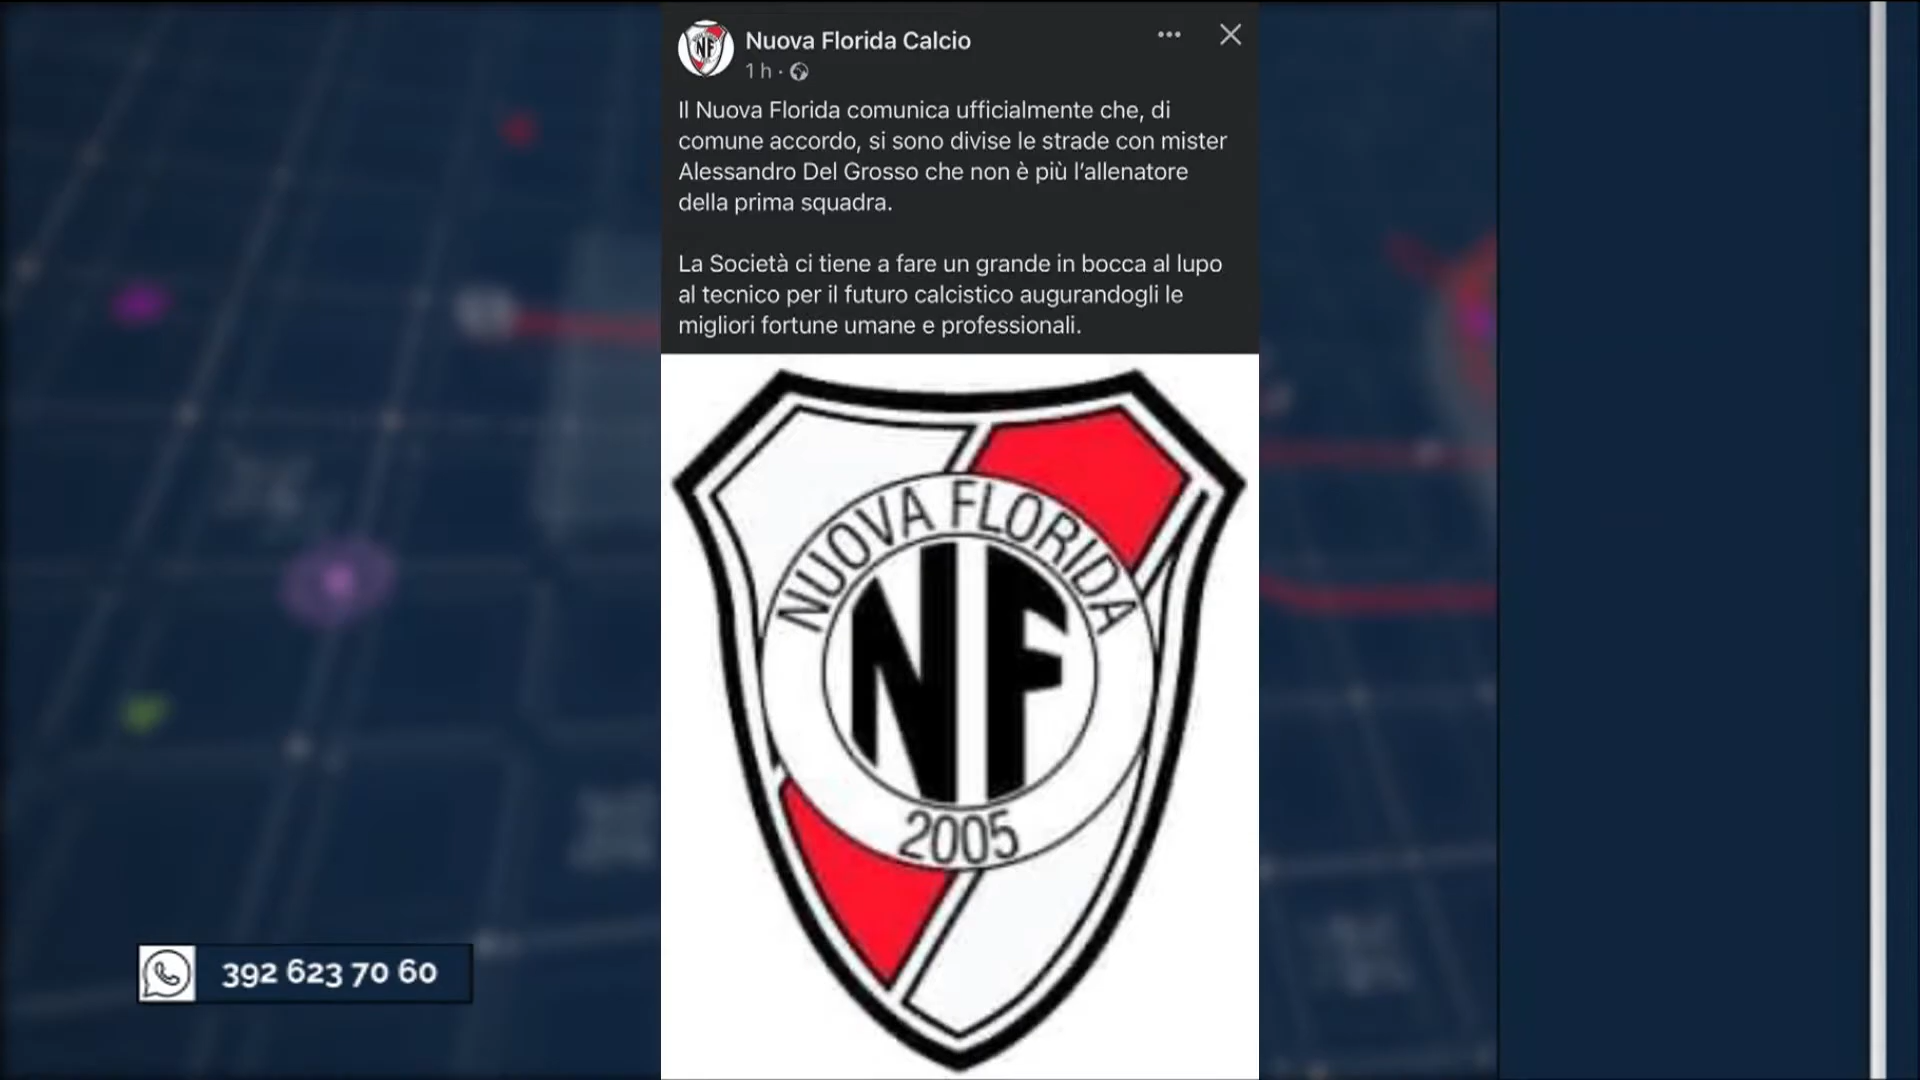 Nuova Florida Calcio
1 h ·
Il Nuova Florida comunica ufficialmente che, di
comune accordo, si sono divise le strade con mister
Alessandro Del Grosso che non è più l’allenatore
della prima squadra.
La Società ci tiene a fare un grande in bocca al lupo
al tecnico per il futuro calcistico augurandogli le
migliori fortune umane e professionali.
NUOVA FLORIDA
NF
2005
392 623 70 60